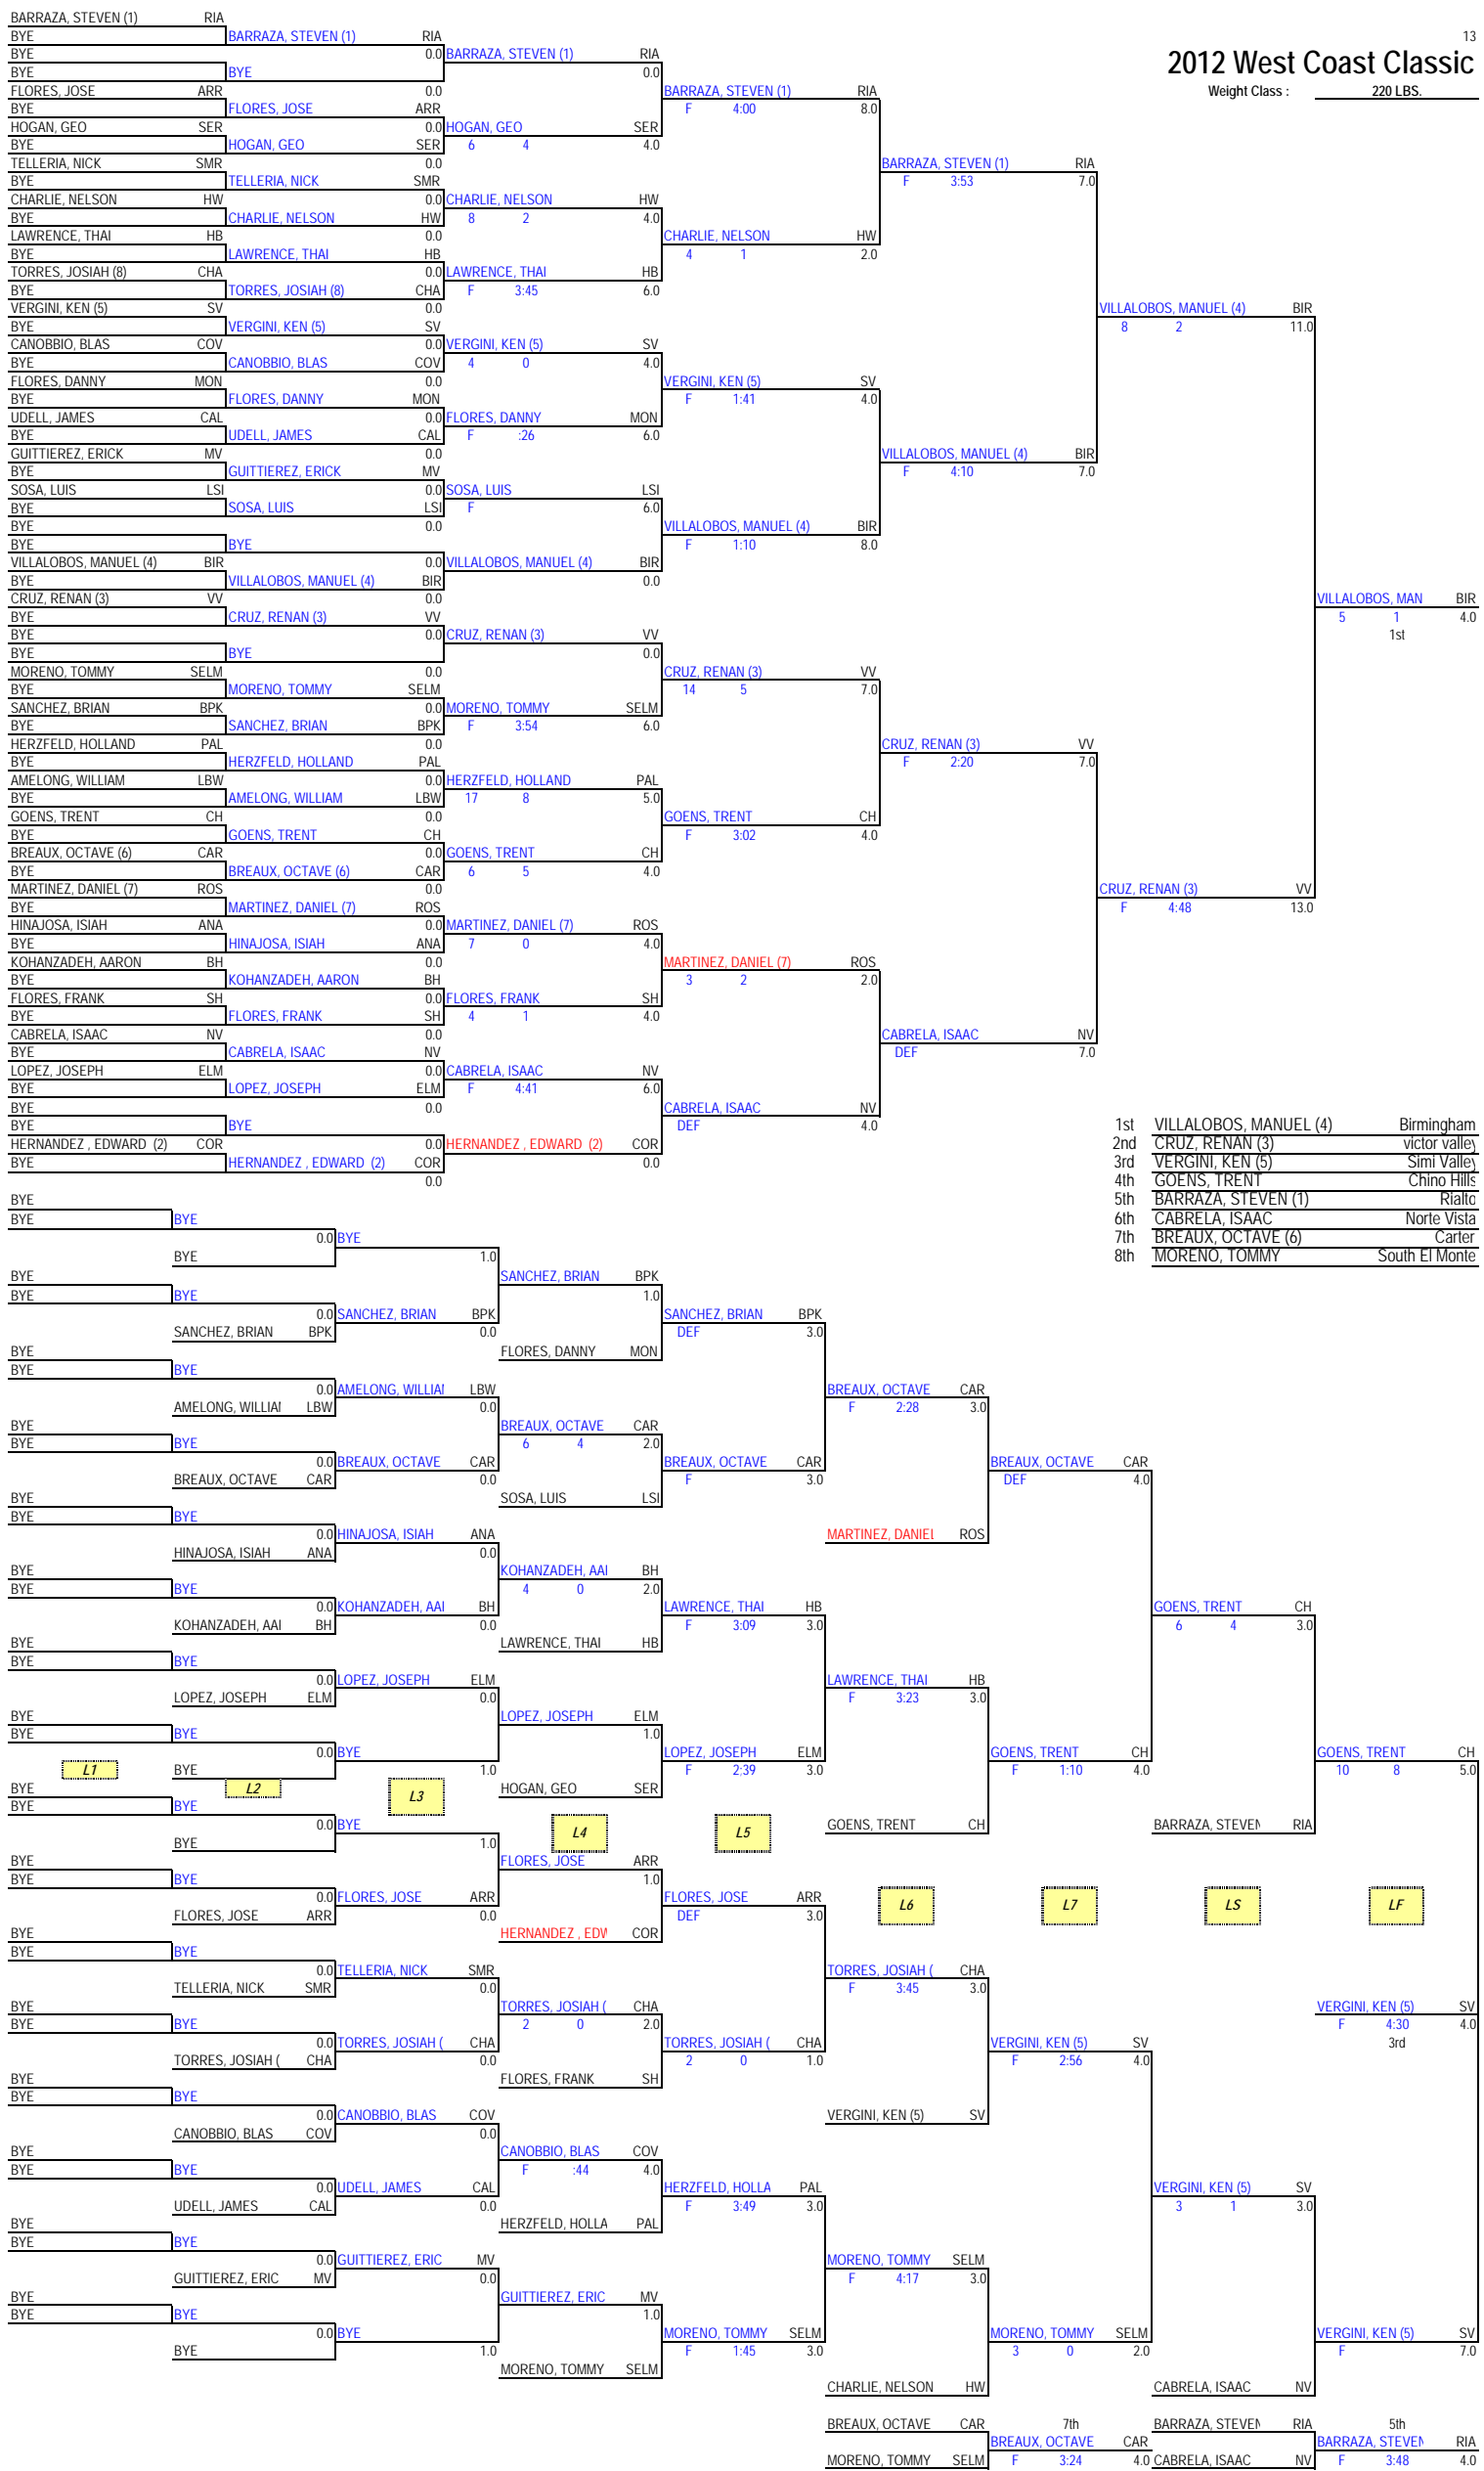 BARRAZA, STEVEN (1) RIA
BYE BARRAZA, STEVEN (1) RIA 13
BYE 0.0 BARRAZA, STEVEN (1) RIA
2012 West Coast Classic
BYE BYE 0.0
FLORES, JOSE ARR 0.0 BARRAZA, STEVEN (1) RIA Weight Class : 220 LBS.
BYE FLORES, JOSE ARR F 4:00 8.0
HOGAN, GEO SER 0.0 HOGAN, GEO SER
BYE HOGAN, GEO SER 6 4 4.0
TELLERIA, NICK SMR 0.0 BARRAZA, STEVEN (1) RIA
BYE TELLERIA, NICK SMR F 3:53 7.0
CHARLIE, NELSON HW 0.0 CHARLIE, NELSON HW
BYE CHARLIE, NELSON HW 8 2 4.0
LAWRENCE, THAI HB 0.0 CHARLIE, NELSON HW
BYE LAWRENCE, THAI HB 4 1 2.0
TORRES, JOSIAH (8) CHA 0.0 LAWRENCE, THAI HB
BYE TORRES, JOSIAH (8) CHA F 3:45 6.0
VERGINI, KEN (5) SV 0.0 VILLALOBOS, MANUEL (4) BIR
BYE VERGINI, KEN (5) SV 8 2 11.0
CANOBBIO, BLAS COV 0.0 VERGINI, KEN (5) SV
BYE CANOBBIO, BLAS COV 4 0 4.0
FLORES, DANNY MON 0.0 VERGINI, KEN (5) SV
BYE FLORES, DANNY MON F 1:41 4.0
UDELL, JAMES CAL 0.0 FLORES, DANNY MON
BYE UDELL, JAMES CAL F :26 6.0
GUITTIEREZ, ERICK MV 0.0 VILLALOBOS, MANUEL (4) BIR
BYE GUITTIEREZ, ERICK MV F 4:10 7.0
SOSA, LUIS LSI 0.0 SOSA, LUIS LSI
BYE SOSA, LUIS LSI F 6.0
BYE 0.0 VILLALOBOS, MANUEL (4) BIR
BYE BYE F 1:10 8.0
VILLALOBOS, MANUEL (4) BIR 0.0 VILLALOBOS, MANUEL (4) BIR
BYE VILLALOBOS, MANUEL (4) BIR 0.0
CRUZ, RENAN (3) VV 0.0 VILLALOBOS, MAN BIR
BYE CRUZ, RENAN (3) VV 5 1 4.0
BYE 0.0 CRUZ, RENAN (3) VV 1st
BYE BYE 0.0
MORENO, TOMMY SELM 0.0 CRUZ, RENAN (3) VV
BYE MORENO, TOMMY SELM 14 5 7.0
SANCHEZ, BRIAN BPK 0.0 MORENO, TOMMY SELM
BYE SANCHEZ, BRIAN BPK F 3:54 6.0
HERZFELD, HOLLAND PAL 0.0 CRUZ, RENAN (3) VV
BYE HERZFELD, HOLLAND PAL F 2:20 7.0
AMELONG, WILLIAM LBW 0.0 HERZFELD, HOLLAND PAL
BYE AMELONG, WILLIAM LBW 17 8 5.0
GOENS, TRENT CH 0.0 GOENS, TRENT CH
BYE GOENS, TRENT CH F 3:02 4.0
BREAUX, OCTAVE (6) CAR 0.0 GOENS, TRENT CH
BYE BREAUX, OCTAVE (6) CAR 6 5 4.0
MARTINEZ, DANIEL (7) ROS 0.0 CRUZ, RENAN (3) VV
BYE MARTINEZ, DANIEL (7) ROS F 4:48 13.0
HINAJOSA, ISIAH ANA 0.0 MARTINEZ, DANIEL (7) ROS
BYE HINAJOSA, ISIAH ANA 7 0 4.0
KOHANZADEH, AARON BH 0.0 MARTINEZ, DANIEL (7) ROS
BYE KOHANZADEH, AARON BH 3 2 2.0
FLORES, FRANK SH 0.0 FLORES, FRANK SH
BYE FLORES, FRANK SH 4 1 4.0
CABRELA, ISAAC NV 0.0 CABRELA, ISAAC NV
BYE CABRELA, ISAAC NV DEF 7.0
LOPEZ, JOSEPH ELM 0.0 CABRELA, ISAAC NV
BYE LOPEZ, JOSEPH ELM F 4:41 6.0
BYE 0.0 CABRELA, ISAAC NV
BYE BYE DEF 4.0
HERNANDEZ , EDWARD (2) COR 0.0 HERNANDEZ , EDWARD (2) COR
BYE HERNANDEZ , EDWARD (2) COR 0.0
0.0
1st VILLALOBOS, MANUEL (4) Birmingham
2nd CRUZ, RENAN (3) victor valley
3rd VERGINI, KEN (5) Simi Valley
4th GOENS, TRENT Chino Hills
5th BARRAZA, STEVEN (1) Rialto
6th CABRELA, ISAAC Norte Vista
7th BREAUX, OCTAVE (6) Carter
8th MORENO, TOMMY South El Monte
BYE
BYE BYE
0.0 BYE
BYE 1.0
BYE SANCHEZ, BRIAN BPK
BYE BYE 1.0
0.0 SANCHEZ, BRIAN BPK SANCHEZ, BRIAN BPK
SANCHEZ, BRIAN BPK 0.0 DEF 3.0
BYE FLORES, DANNY MON
BYE BYE
0.0 AMELONG, WILLIAI LBW BREAUX, OCTAVE CAR
AMELONG, WILLIAI LBW 0.0 F 2:28 3.0
BYE BREAUX, OCTAVE CAR
BYE BYE 6 4 2.0
0.0 BREAUX, OCTAVE CAR BREAUX, OCTAVE CAR BREAUX, OCTAVE CAR
BREAUX, OCTAVE CAR 0.0 F 3.0 DEF 4.0
BYE SOSA, LUIS LSI
BYE BYE
0.0 HINAJOSA, ISIAH ANA MARTINEZ, DANIEL ROS
HINAJOSA, ISIAH ANA 0.0
BYE KOHANZADEH, AAI BH
BYE BYE 4 0 2.0
0.0 KOHANZADEH, AAI BH LAWRENCE, THAI HB GOENS, TRENT CH
KOHANZADEH, AAI BH 0.0 F 3:09 3.0 6 4 3.0
BYE LAWRENCE, THAI HB
BYE BYE
0.0 LOPEZ, JOSEPH ELM LAWRENCE, THAI HB
LOPEZ, JOSEPH ELM 0.0 F 3:23 3.0
BYE LOPEZ, JOSEPH ELM
BYE BYE 1.0
0.0 BYE LOPEZ, JOSEPH ELM GOENS, TRENT CH GOENS, TRENT CH
L1 BYE 1.0 F 2:39 3.0 F 1:10 4.0 10 8 5.0
BYE L2 L3 HOGAN, GEO SER
BYE BYE
0.0 BYE L4 L5 GOENS, TRENT CH BARRAZA, STEVEN RIA
BYE 1.0
BYE FLORES, JOSE ARR
BYE BYE 1.0
0.0 FLORES, JOSE ARR FLORES, JOSE ARR L6 L7 LS LF
FLORES, JOSE ARR 0.0 DEF 3.0
BYE HERNANDEZ , EDW COR
BYE BYE
0.0 TELLERIA, NICK SMR TORRES, JOSIAH ( CHA
TELLERIA, NICK SMR 0.0 F 3:45 3.0
BYE TORRES, JOSIAH ( CHA VERGINI, KEN (5) SV
BYE BYE 2 0 2.0 F 4:30 4.0
0.0 TORRES, JOSIAH ( CHA TORRES, JOSIAH ( CHA VERGINI, KEN (5) SV 3rd
TORRES, JOSIAH ( CHA 0.0 2 0 1.0 F 2:56 4.0
BYE FLORES, FRANK SH
BYE BYE
0.0 CANOBBIO, BLAS COV VERGINI, KEN (5) SV
CANOBBIO, BLAS COV 0.0
BYE CANOBBIO, BLAS COV
BYE BYE F :44 4.0
0.0 UDELL, JAMES CAL HERZFELD, HOLLA PAL VERGINI, KEN (5) SV
UDELL, JAMES CAL 0.0 F 3:49 3.0 3 1 3.0
BYE HERZFELD, HOLLA PAL
BYE BYE
0.0 GUITTIEREZ, ERIC MV MORENO, TOMMY SELM
GUITTIEREZ, ERIC MV 0.0 F 4:17 3.0
BYE GUITTIEREZ, ERIC MV
BYE BYE 1.0
0.0 BYE MORENO, TOMMY SELM MORENO, TOMMY SELM VERGINI, KEN (5) SV
BYE 1.0 F 1:45 3.0 3 0 2.0 F 7.0
MORENO, TOMMY SELM
CHARLIE, NELSON HW CABRELA, ISAAC NV
BREAUX, OCTAVE CAR 7th BARRAZA, STEVEN RIA 5th
BREAUX, OCTAVE CAR BARRAZA, STEVEN RIA
MORENO, TOMMY SELM F 3:24 4.0 CABRELA, ISAAC NV F 3:48 4.0